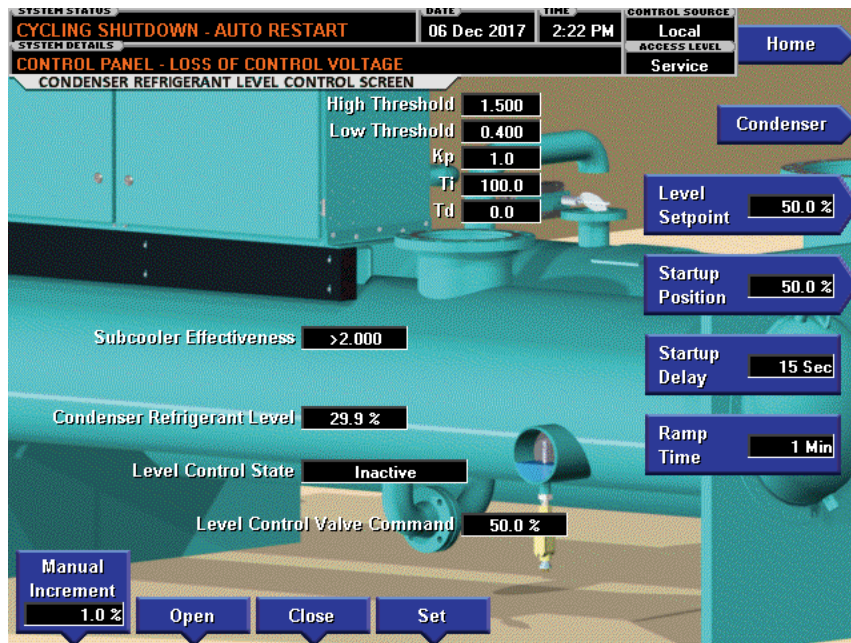 SYSTEM STATUS
CYCLING SHUTDOWN - AUTO RESTART
DATE
06 Dec 2017
TIME
2:22 PM
CONTROL SOURCE
Local
Home
SYSTEM DETAILS
CONTROL PANEL - LOSS OF CONTROL VOLTAGE
ACCESS LEVEL
Service
CONDENSER REFRIGERANT LEVEL CONTROL SCREEN
High Threshold 1.500
Low Threshold 0.400
Kp 1.0
Ti 100.0
Td 0.0
Condenser
Level
Setpoint 50.0 %
Startup
Position 50.0 %
Startup
Delay 15 Sec
Ramp
Time 1 Min
Subcooler Effectiveness >2.000
Condenser Refrigerant Level 29.9 %
Level Control State Inactive
Level Control Valve Command 50.0 %
Manual
Increment
1.0 %
Open
Close
Set